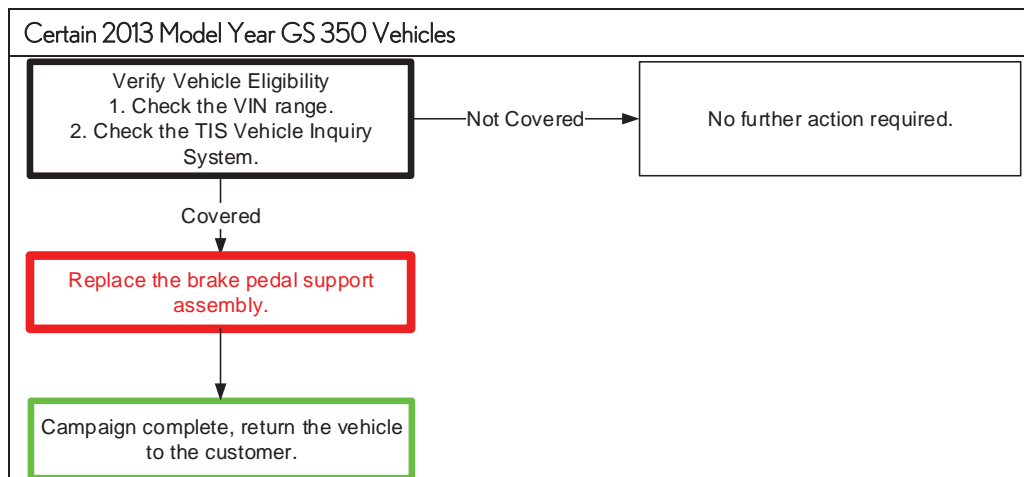 Certain 2013 Model Year GS 350 Vehicles
Verify Vehicle Eligibility
1. Check the VIN range.
2. Check the TIS Vehicle Inquiry
System.
Not Covered
No further action required.
Covered
Replace the brake pedal support
assembly.
Campaign complete, return the vehicle
to the customer.